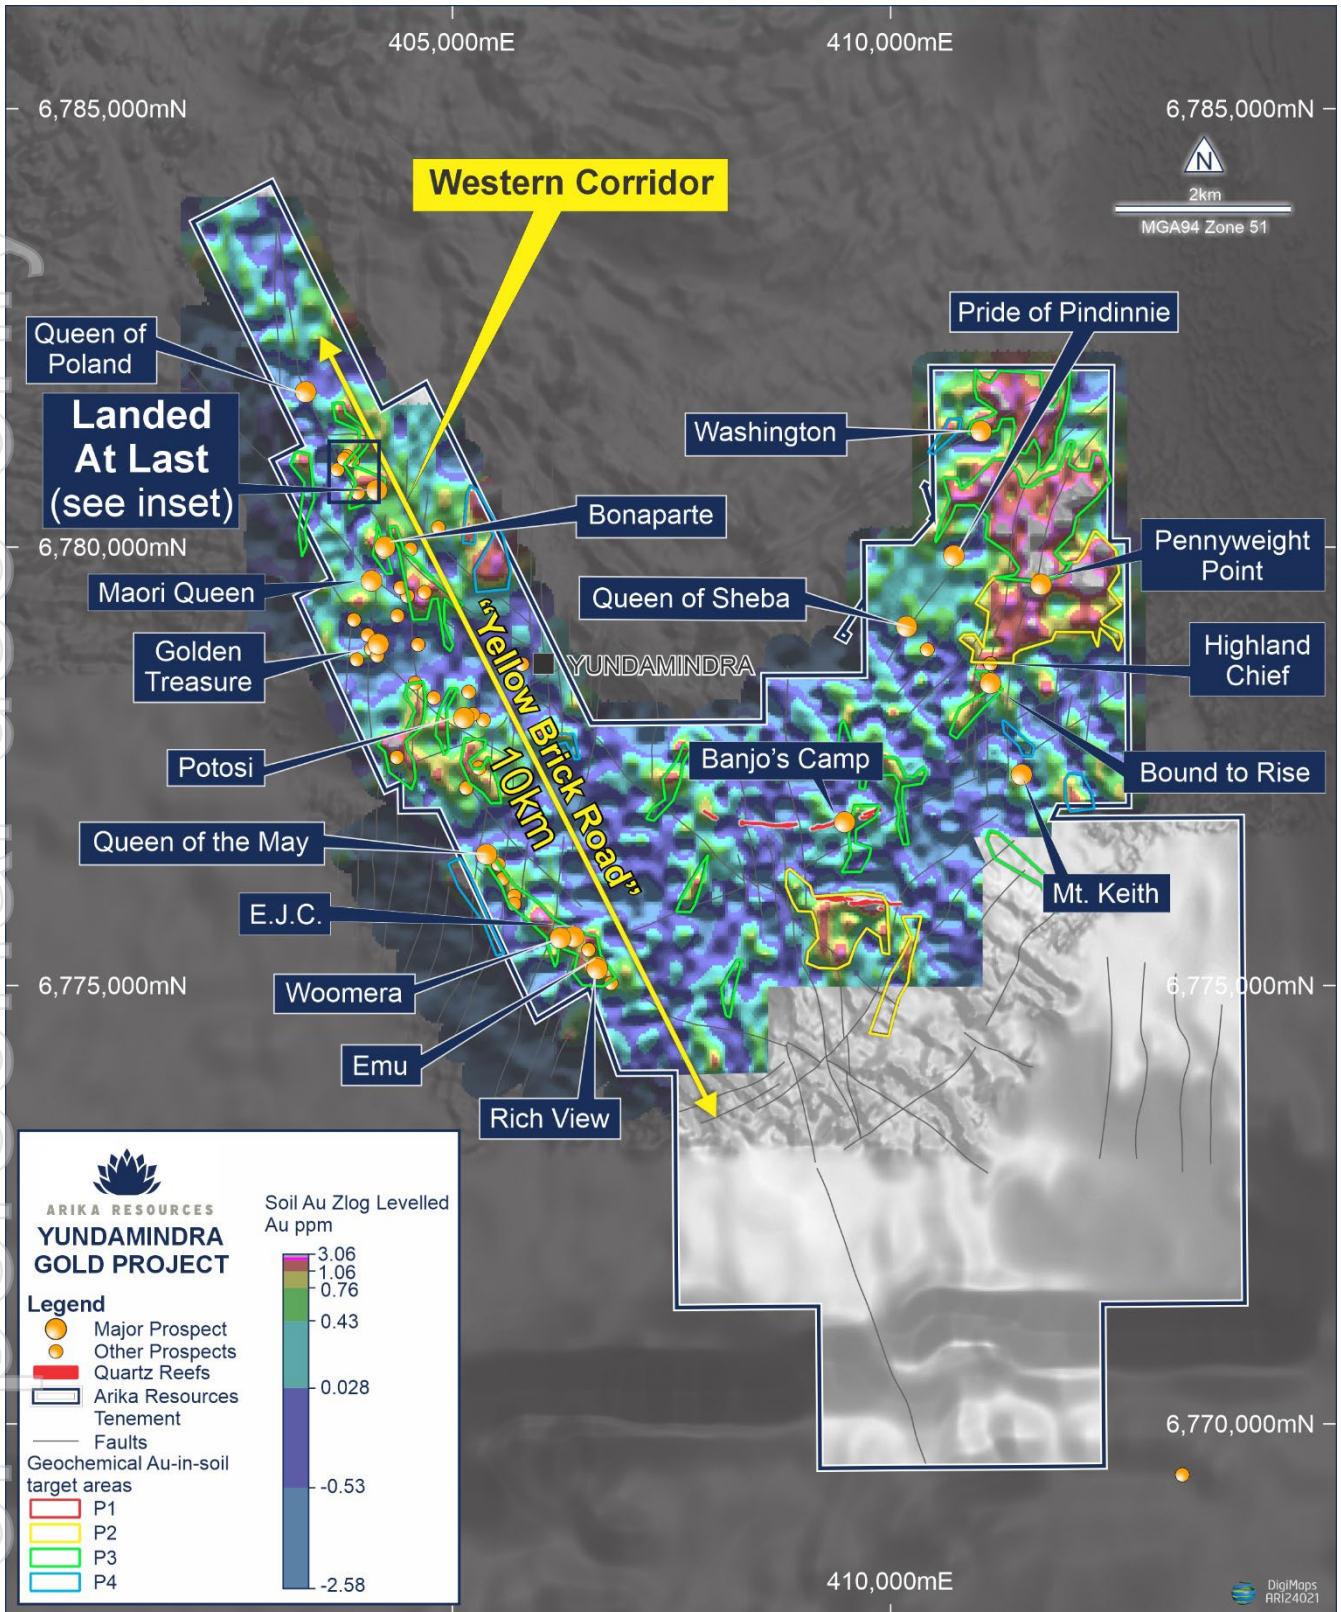 405,000mE
410,000mE
6,785,000mN
6,785,000mN
N
2km
MGA94 Zone 51
Western Corridor
Pride of Pindinnie
Queen of
Poland
Washington
Landed
At Last
(see inset)
Bonaparte
6,780,000mN
Pennyweight
Point
Maori Queen
Queen of Sheba
Golden
Treasure
YUNDAMINDRA
Highland
Chief
"Yellow Brick Road"
10km
Potosi
Banjo's Camp
Bound to Rise
Queen of the May
Mt. Keith
E.J.C.
Woomera
6,775,000mN
6,775,000mN
Emu
Rich View
ARIKA RESOURCES
YUNDAMINDRA
GOLD PROJECT
Legend
Major Prospect
Other Prospects
Quartz Reefs
Arika Resources
Tenement
Faults
Geochemical Au-in-soil
target areas
P1
P2
P3
P4
Soil Au Zlog Levelled
Au ppm
3.06
1.06
0.76
0.43
0.028
-0.53
-2.58
6,770,000mN
410,000mE
DigiMaps
ARI24021